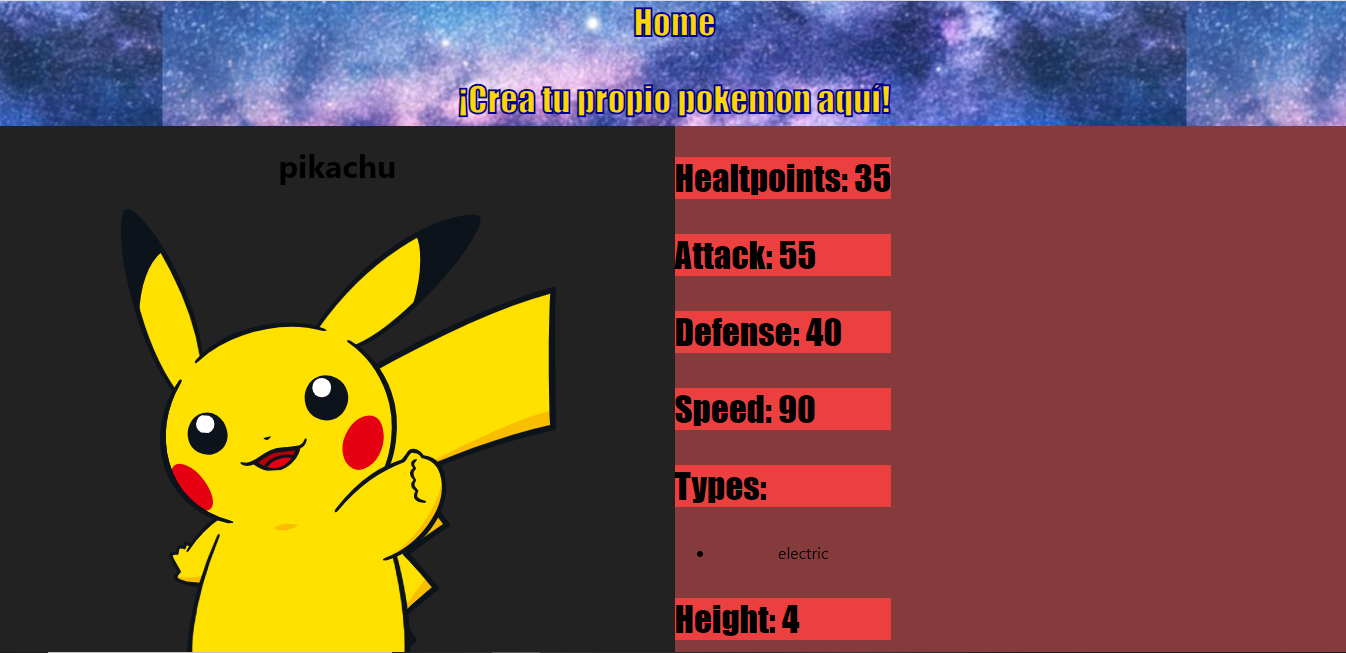 Home
¡Crea tu propio pokemon aquí!
pikachu
Healtpoints: 35
Attack: 55
Defense: 40
Speed: 90
Types:
electric
Height: 4